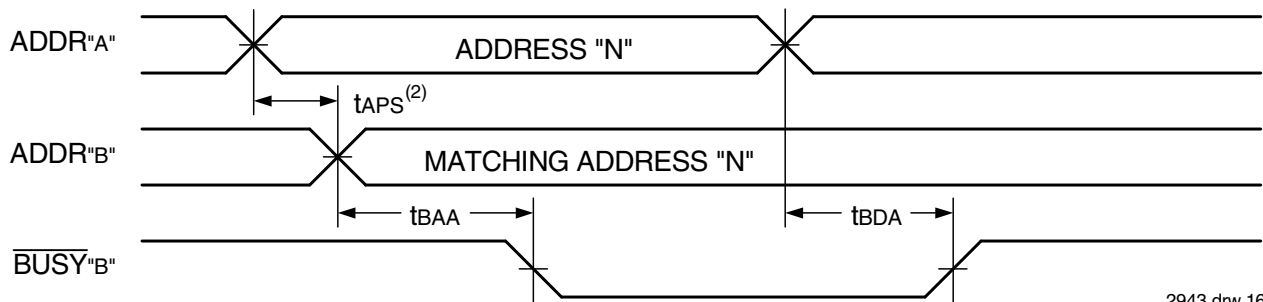 ADDR"A"
ADDRESS "N"
tAPS(2)
ADDR"B"
MATCHING ADDRESS "N"
tBAA
tBDA
BUSY"B"
2943 drw 16